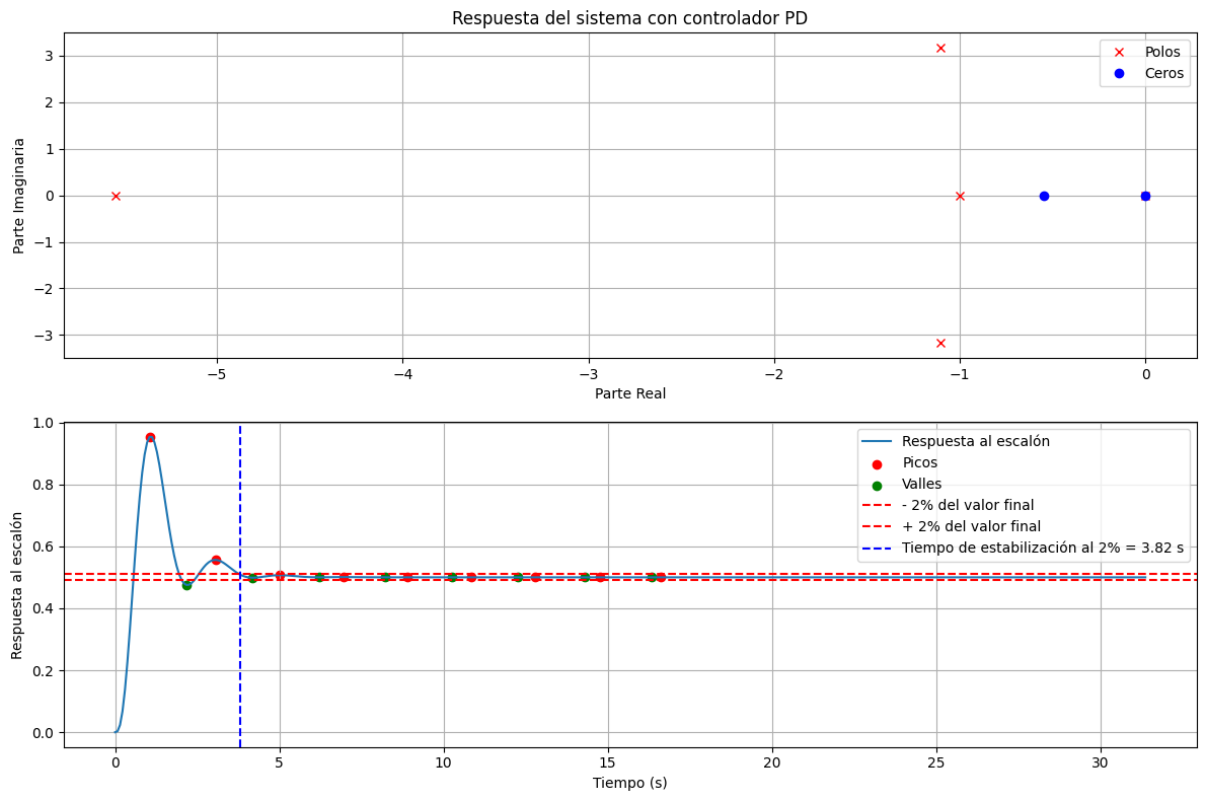 Respuesta del sistema con controlador PD
3
2
1
0
−1
−2
−3
Parte Imaginaria
Polos
Ceros
−5
−4
−3
−2
−1
0
Parte Real
1.0
0.8
0.6
0.4
0.2
0.0
Respuesta al escalón
Respuesta al escalón
Picos
Valles
- 2% del valor final
+ 2% del valor final
Tiempo de estabilización al 2% = 3.82 s
0
5
10
15
20
25
30
Tiempo (s)